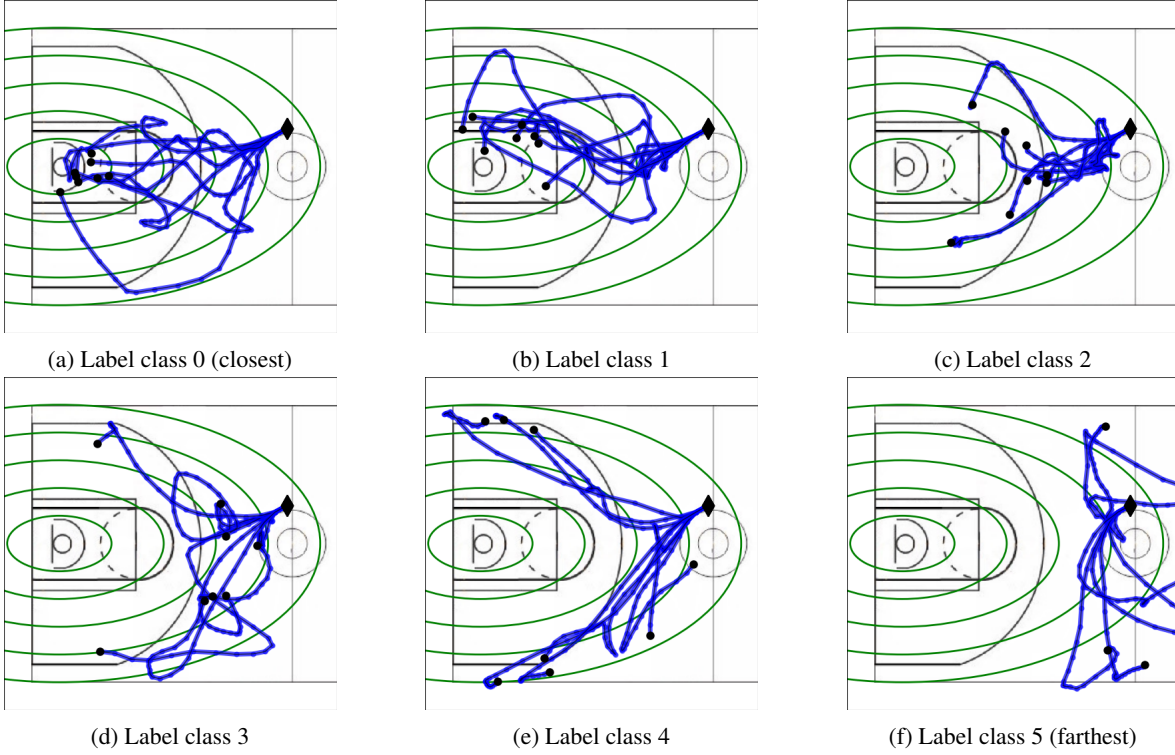 (a) Label class 0 (closest)
(b) Label class 1
(c) Label class 2
(d) Label class 3
(e) Label class 4
(f) Label class 5 (farthest)